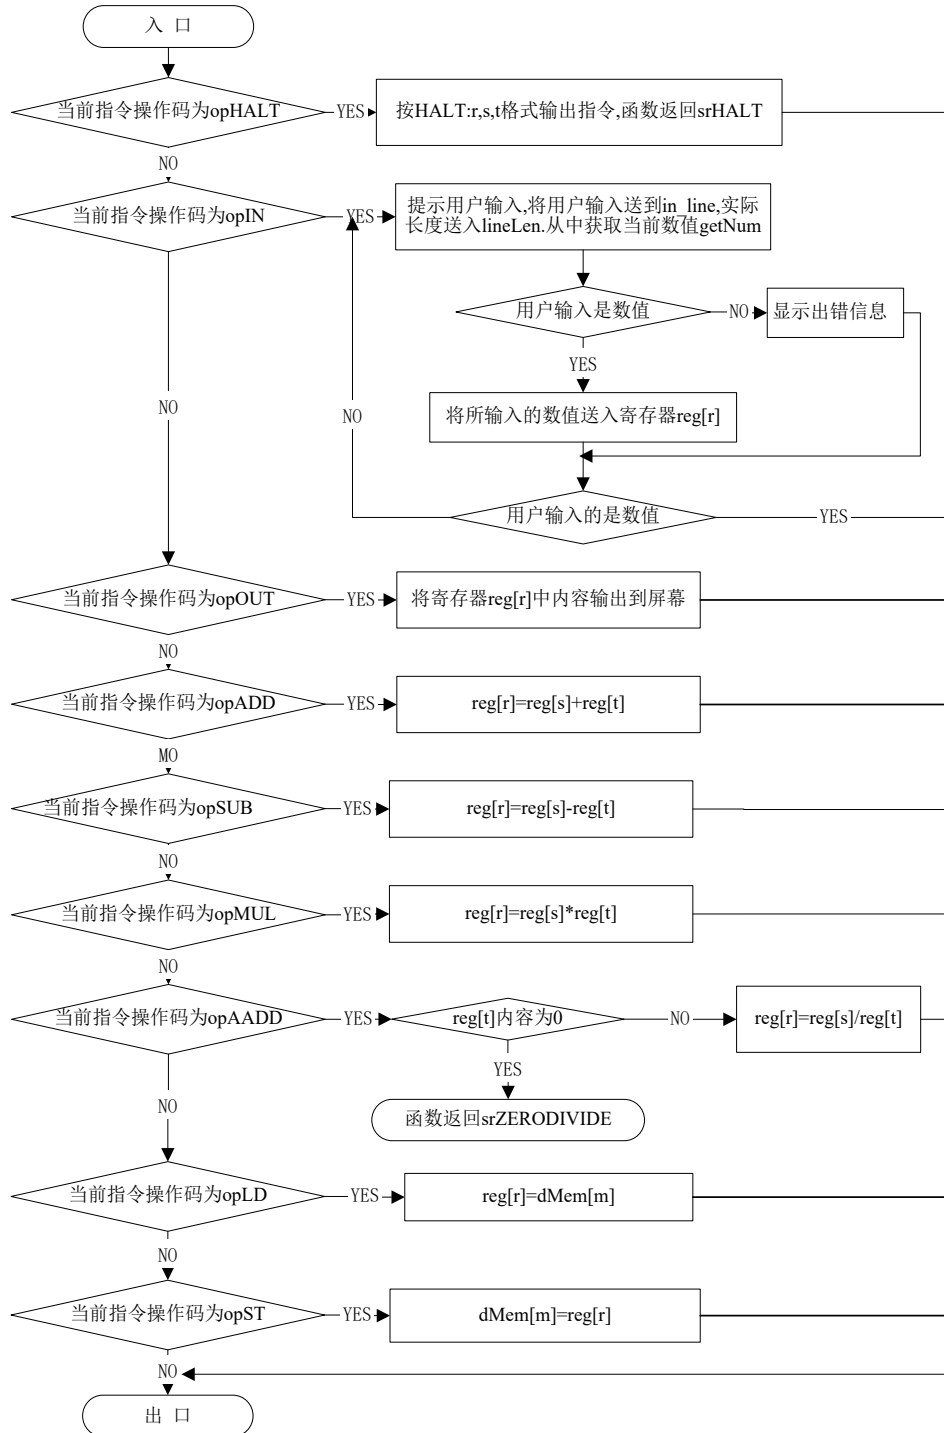 入 口
当前指令操作码为opHALT
YES
按HALT:r,s,t格式输出指令,函数返回srHALT
NO
当前指令操作码为opIN
YES
提示用户输入,将用户输入送到in_line,实际
长度送入lineLen.从中获取当前数值getNum
用户输入是数值
NO
显示出错信息
YES
NO
NO
将所输入的数值送入寄存器reg[r]
用户输入的是数值
YES
当前指令操作码为opOUT
YES
将寄存器reg[r]中内容输出到屏幕
NO
当前指令操作码为opADD
YES
reg[r]=reg[s]+reg[t]
MO
当前指令操作码为opSUB
YES
reg[r]=reg[s]-reg[t]
NO
当前指令操作码为opMUL
YES
reg[r]=reg[s]*reg[t]
NO
当前指令操作码为opAADD
YES
reg[t]内容为0
NO
reg[r]=reg[s]/reg[t]
YES
NO
函数返回srZERODIVIDE
当前指令操作码为opLD
YES
reg[r]=dMem[m]
NO
当前指令操作码为opST
YES
dMem[m]=reg[r]
NO
出 口